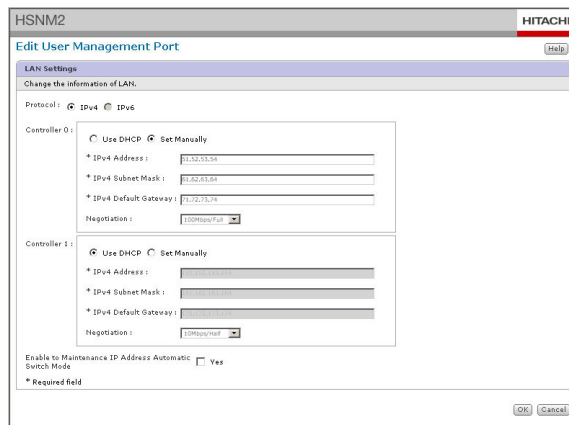 HSNM2
HITACHI
Edit User Management Port
Help
LAN Settings
Change the information of LAN.
Protocol : IPv4 IPv6
Controller 0 :
Use DHCP Set Manually
* IPv4 Address : 51.52.53.54
* IPv4 Subnet Mask : 61.62.63.64
* IPv4 Default Gateway : 71.72.73.74
Negotiation : 100Mbps/Full
Controller 1 :
Use DHCP Set Manually
* IPv4 Address :
* IPv4 Subnet Mask :
* IPv4 Default Gateway :
Negotiation : 10Mbps/Half
Enable to Maintenance IP Address Automatic
Switch Mode
Yes
* Required field
OK Cancel